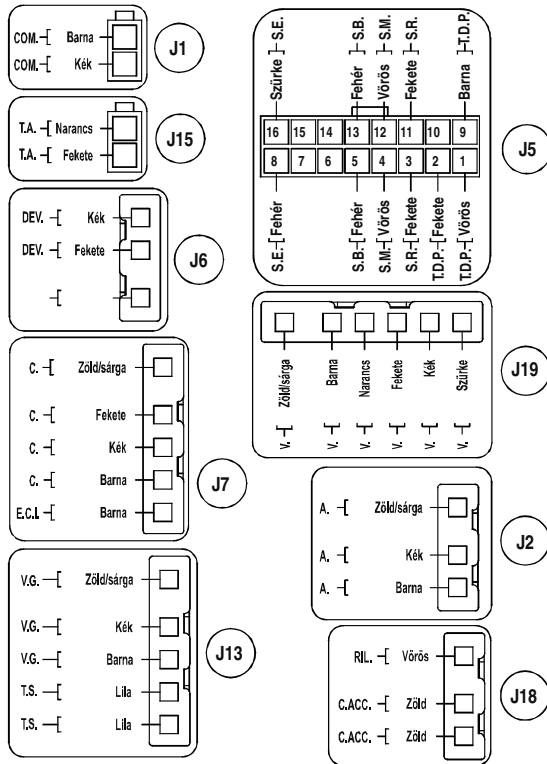 COM. Barna
COM. Kék
J1
T.A. Narancs
T.A. Fekete
J15
DEV. Kék
DEV. Fekete
J6
C. Zöld/sárga
C. Fekete
C. Kék
C. Barna
E.C.I. Barna
J7
V.G. Zöld/sárga
V.G. Kék
V.G. Barna
T.S. Lila
T.S. Lila
J13
Szürke S.E.
Fehér S.B.
Vörös S.M.
Fekete S.R.
Barna T.D.P.
16 15 14 13 12 11 10 9
8 7 6 5 4 3 2 1
S.E. Fehér
S.B. Fehér
S.M. Vörös
S.R. Fekete
T.D.P. Fekete
T.D.P. Vörös
J5
V. Zöld/sárga
V. Barna
V. Narancs
V. Fekete
V. Kék
V. Szürke
J19
A. Zöld/sárga
A. Kék
A. Barna
J2
RIL. Vörös
C.ACC. Zöld
C.ACC. Zöld
J18